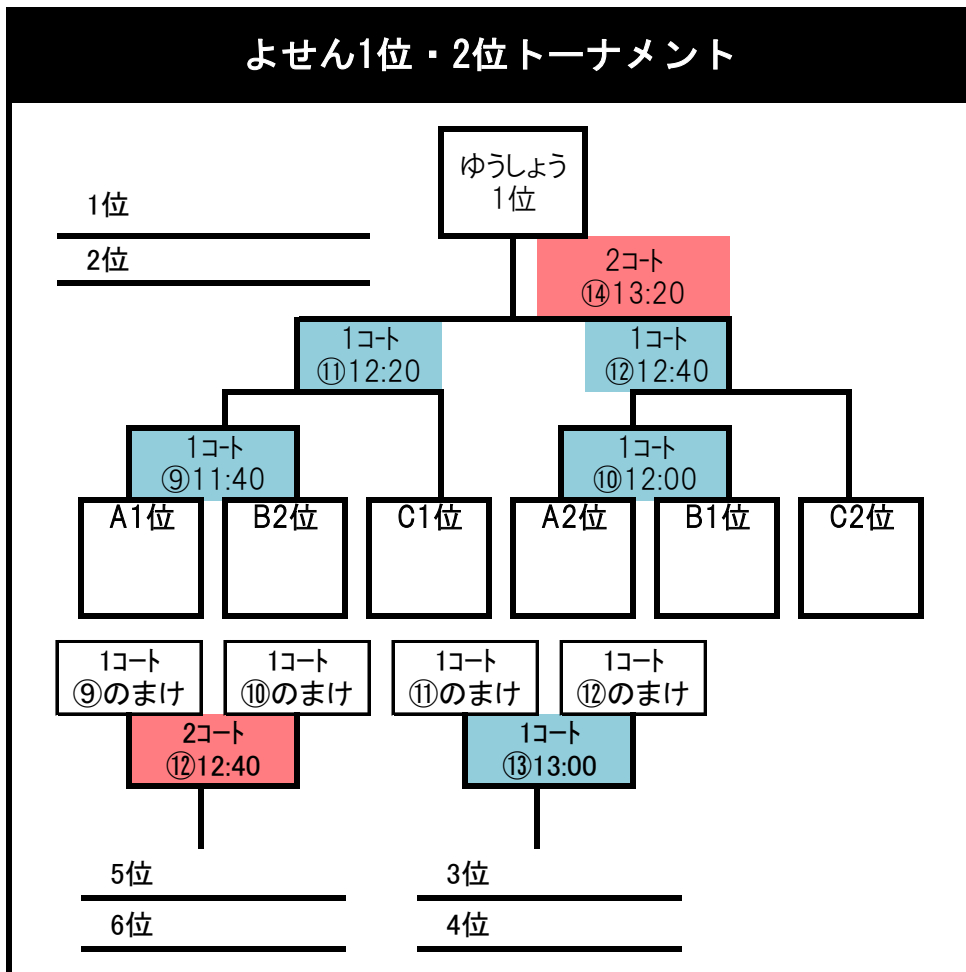 よせん1位・2位トーナメント
ゆうしょう
1位
1位
2位
2コート
⑭13:20
1コート
⑪12:20
1コート
⑫12:40
1コート
⑨11:40
1コート
⑩12:00
A1位
B2位
C1位
A2位
B1位
C2位
1コート
⑨のまけ
1コート
⑩のまけ
1コート
⑪のまけ
1コート
⑫のまけ
2コート
⑫12:40
1コート
⑬13:00
5位
6位
3位
4位